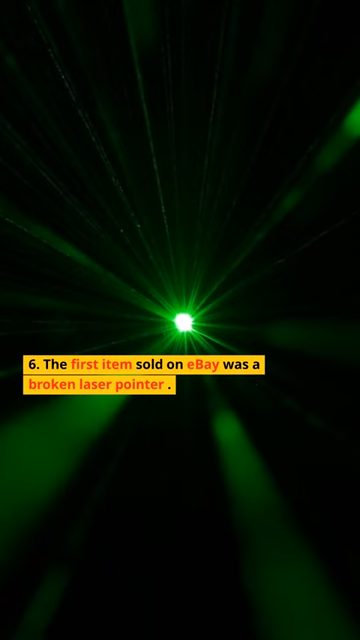 6. The first item sold on eBay was a
broken laser pointer .